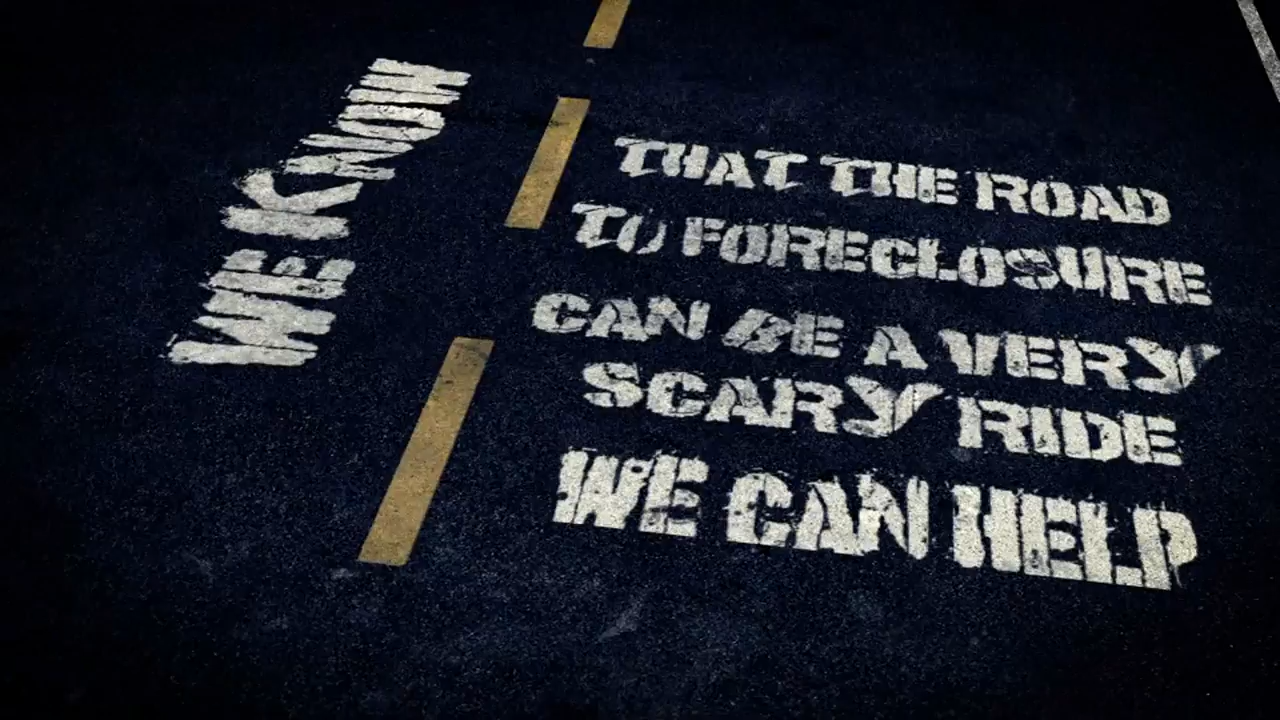 WE KNOW
THAT THE ROAD
TO FORECLOSURE
CAN BE A VERY
SCARY RIDE
WE CAN HELP